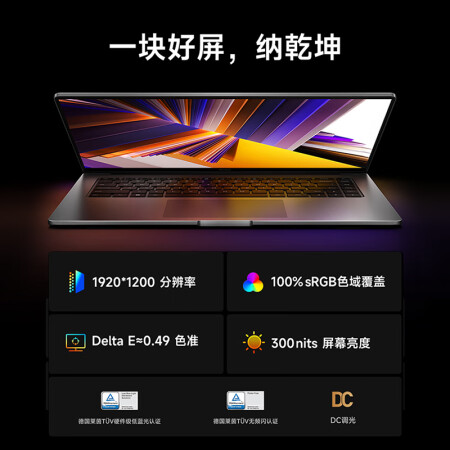 一块好屏，纳乾坤
1920*1200 分辨率
100%sRGB色域覆盖
Delta E≈0.49 色准
300nits 屏幕亮度
DC
德国莱茵TÜV硬件级低蓝光认证
德国莱茵TÜV无频闪认证
DC调光